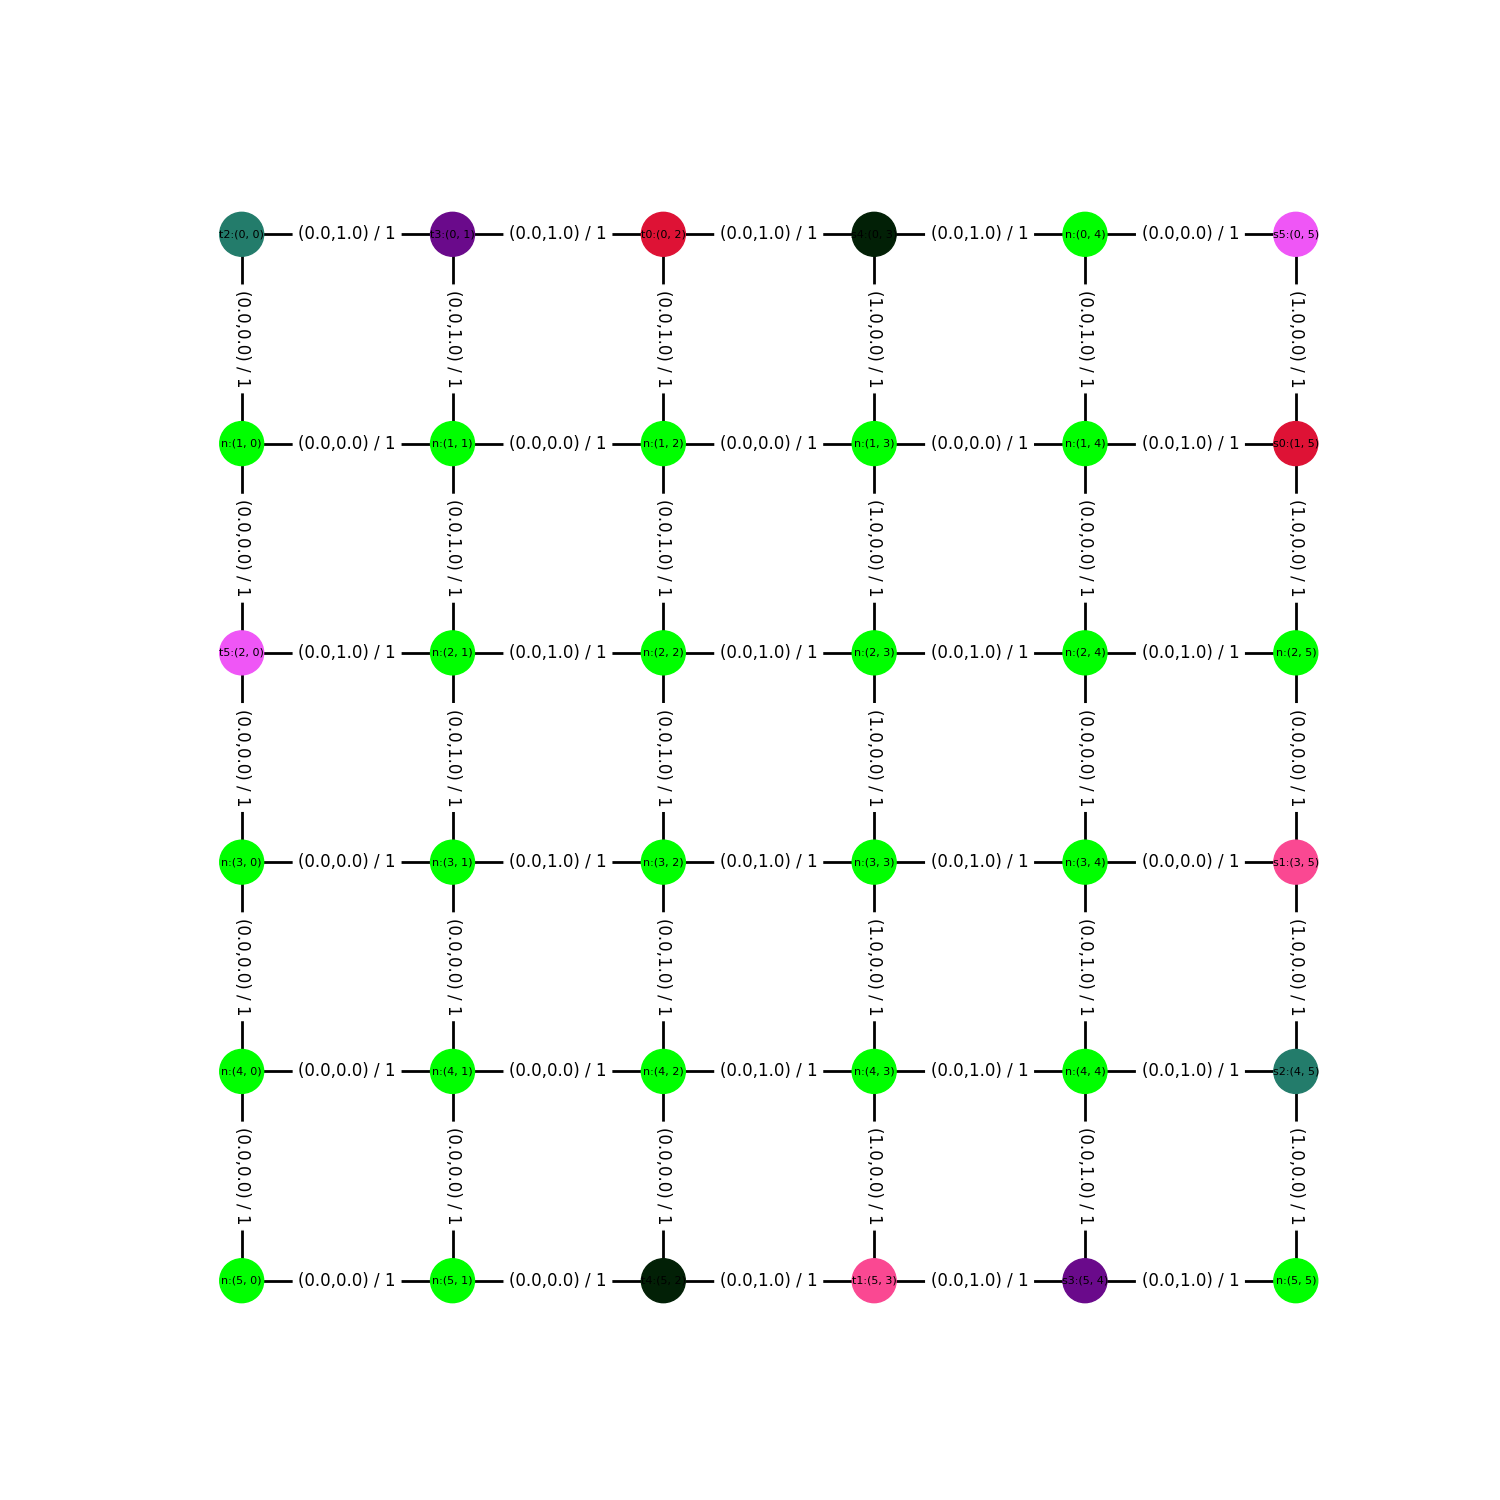 t2:(0, 0) (0.0,1.0) / 1 t3:(0, 1) (0.0,1.0) / 1 t0:(0, 2) (0.0,1.0) / 1 s4:(0, 3) (0.0,1.0) / 1 n:(0, 4) (0.0,0.0) / 1 s5:(0, 5)
(0.0,0.0) / 1 (0.0,1.0) / 1 (0.0,1.0) / 1 (1.0,0.0) / 1 (0.0,1.0) / 1 (1.0,0.0) / 1
n:(1, 0) (0.0,0.0) / 1 n:(1, 1) (0.0,0.0) / 1 n:(1, 2) (0.0,0.0) / 1 n:(1, 3) (0.0,0.0) / 1 n:(1, 4) (0.0,1.0) / 1 s0:(1, 5)
(0.0,0.0) / 1 (0.0,1.0) / 1 (0.0,1.0) / 1 (1.0,0.0) / 1 (0.0,0.0) / 1 (1.0,0.0) / 1
t5:(2, 0) (0.0,1.0) / 1 n:(2, 1) (0.0,1.0) / 1 n:(2, 2) (0.0,1.0) / 1 n:(2, 3) (0.0,1.0) / 1 n:(2, 4) (0.0,1.0) / 1 n:(2, 5)
(0.0,0.0) / 1 (0.0,1.0) / 1 (0.0,1.0) / 1 (1.0,0.0) / 1 (0.0,0.0) / 1 (0.0,0.0) / 1
n:(3, 0) (0.0,0.0) / 1 n:(3, 1) (0.0,1.0) / 1 n:(3, 2) (0.0,1.0) / 1 n:(3, 3) (0.0,1.0) / 1 n:(3, 4) (0.0,0.0) / 1 s1:(3, 5)
(0.0,0.0) / 1 (0.0,0.0) / 1 (0.0,1.0) / 1 (1.0,0.0) / 1 (0.0,1.0) / 1 (1.0,0.0) / 1
n:(4, 0) (0.0,0.0) / 1 n:(4, 1) (0.0,0.0) / 1 n:(4, 2) (0.0,1.0) / 1 n:(4, 3) (0.0,1.0) / 1 n:(4, 4) (0.0,1.0) / 1 s2:(4, 5)
(0.0,0.0) / 1 (0.0,0.0) / 1 (0.0,0.0) / 1 (1.0,0.0) / 1 (0.0,1.0) / 1 (1.0,0.0) / 1
n:(5, 0) (0.0,0.0) / 1 n:(5, 1) (0.0,0.0) / 1 t4:(5, 2) (0.0,1.0) / 1 t1:(5, 3) (0.0,1.0) / 1 s3:(5, 4) (0.0,1.0) / 1 n:(5, 5)